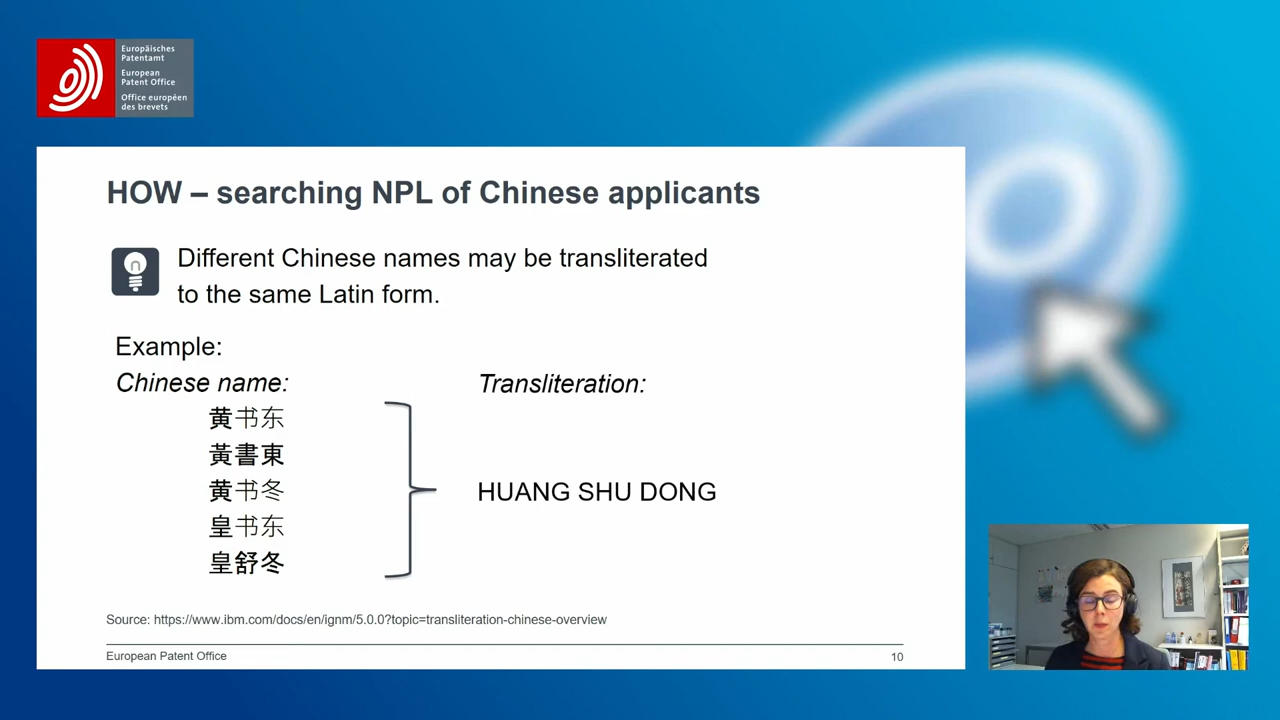 Europäisches
Patentamt
European
Patent Office
Office européen
des brevets
HOW – searching NPL of Chinese applicants
Different Chinese names may be transliterated
to the same Latin form.
Example:
Chinese name: Transliteration:
黄书东
黃書東
黄书冬
HUANG SHU DONG
皇书东
皇舒冬
Source: https://www.ibm.com/docs/en/ignm/5.0.0?topic=transliteration-chinese-overview
European Patent Office 10